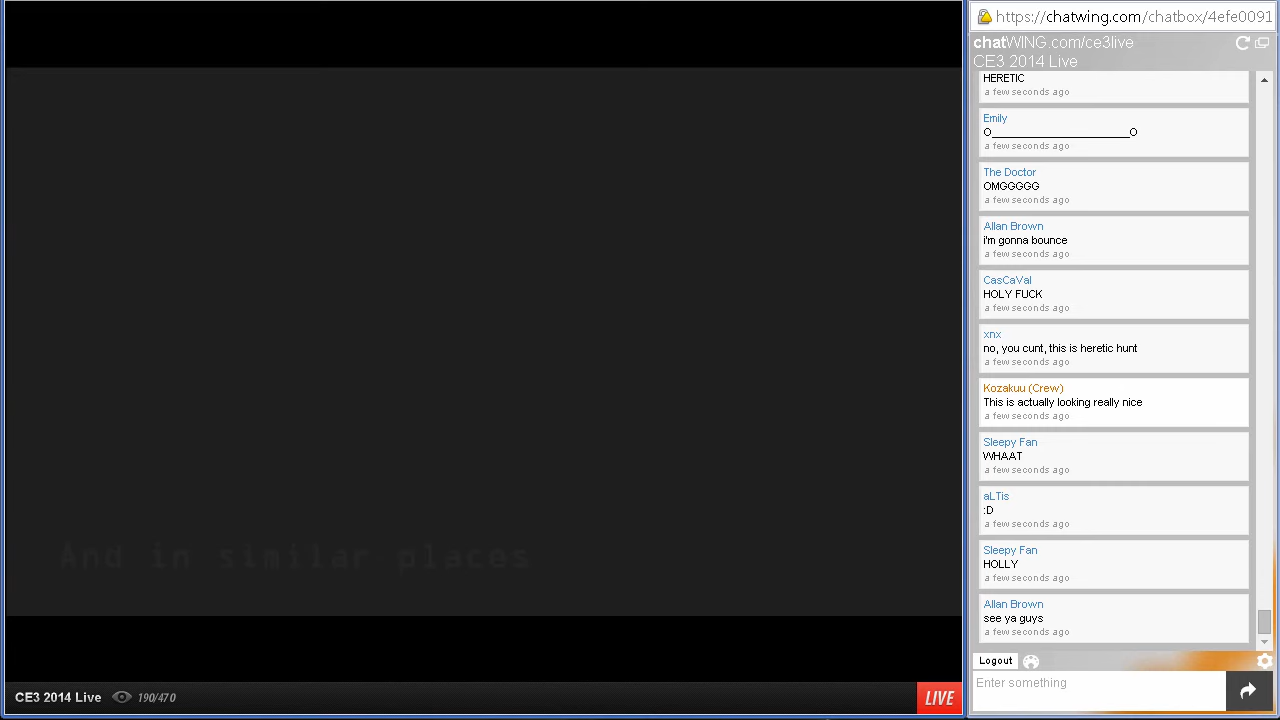 And in similar places
CE3 2014 Live
190/470
LIVE
https://chatwing.com/chatbox/4efe0091
chatWING.com/ce3live
CE3 2014 Live
HERETIC
a few seconds ago
Emily
O_______________________O
a few seconds ago
The Doctor
OMGGGGG
a few seconds ago
Allan Brown
i'm gonna bounce
a few seconds ago
CasCaVal
HOLY FUCK
a few seconds ago
xnx
no, you cunt, this is heretic hunt
a few seconds ago
Kozakuu (Crew)
This is actually looking really nice
a few seconds ago
Sleepy Fan
WHAAT
a few seconds ago
aLTis
:D
a few seconds ago
Sleepy Fan
HOLLY
a few seconds ago
Allan Brown
see ya guys
a few seconds ago
Logout
Enter something